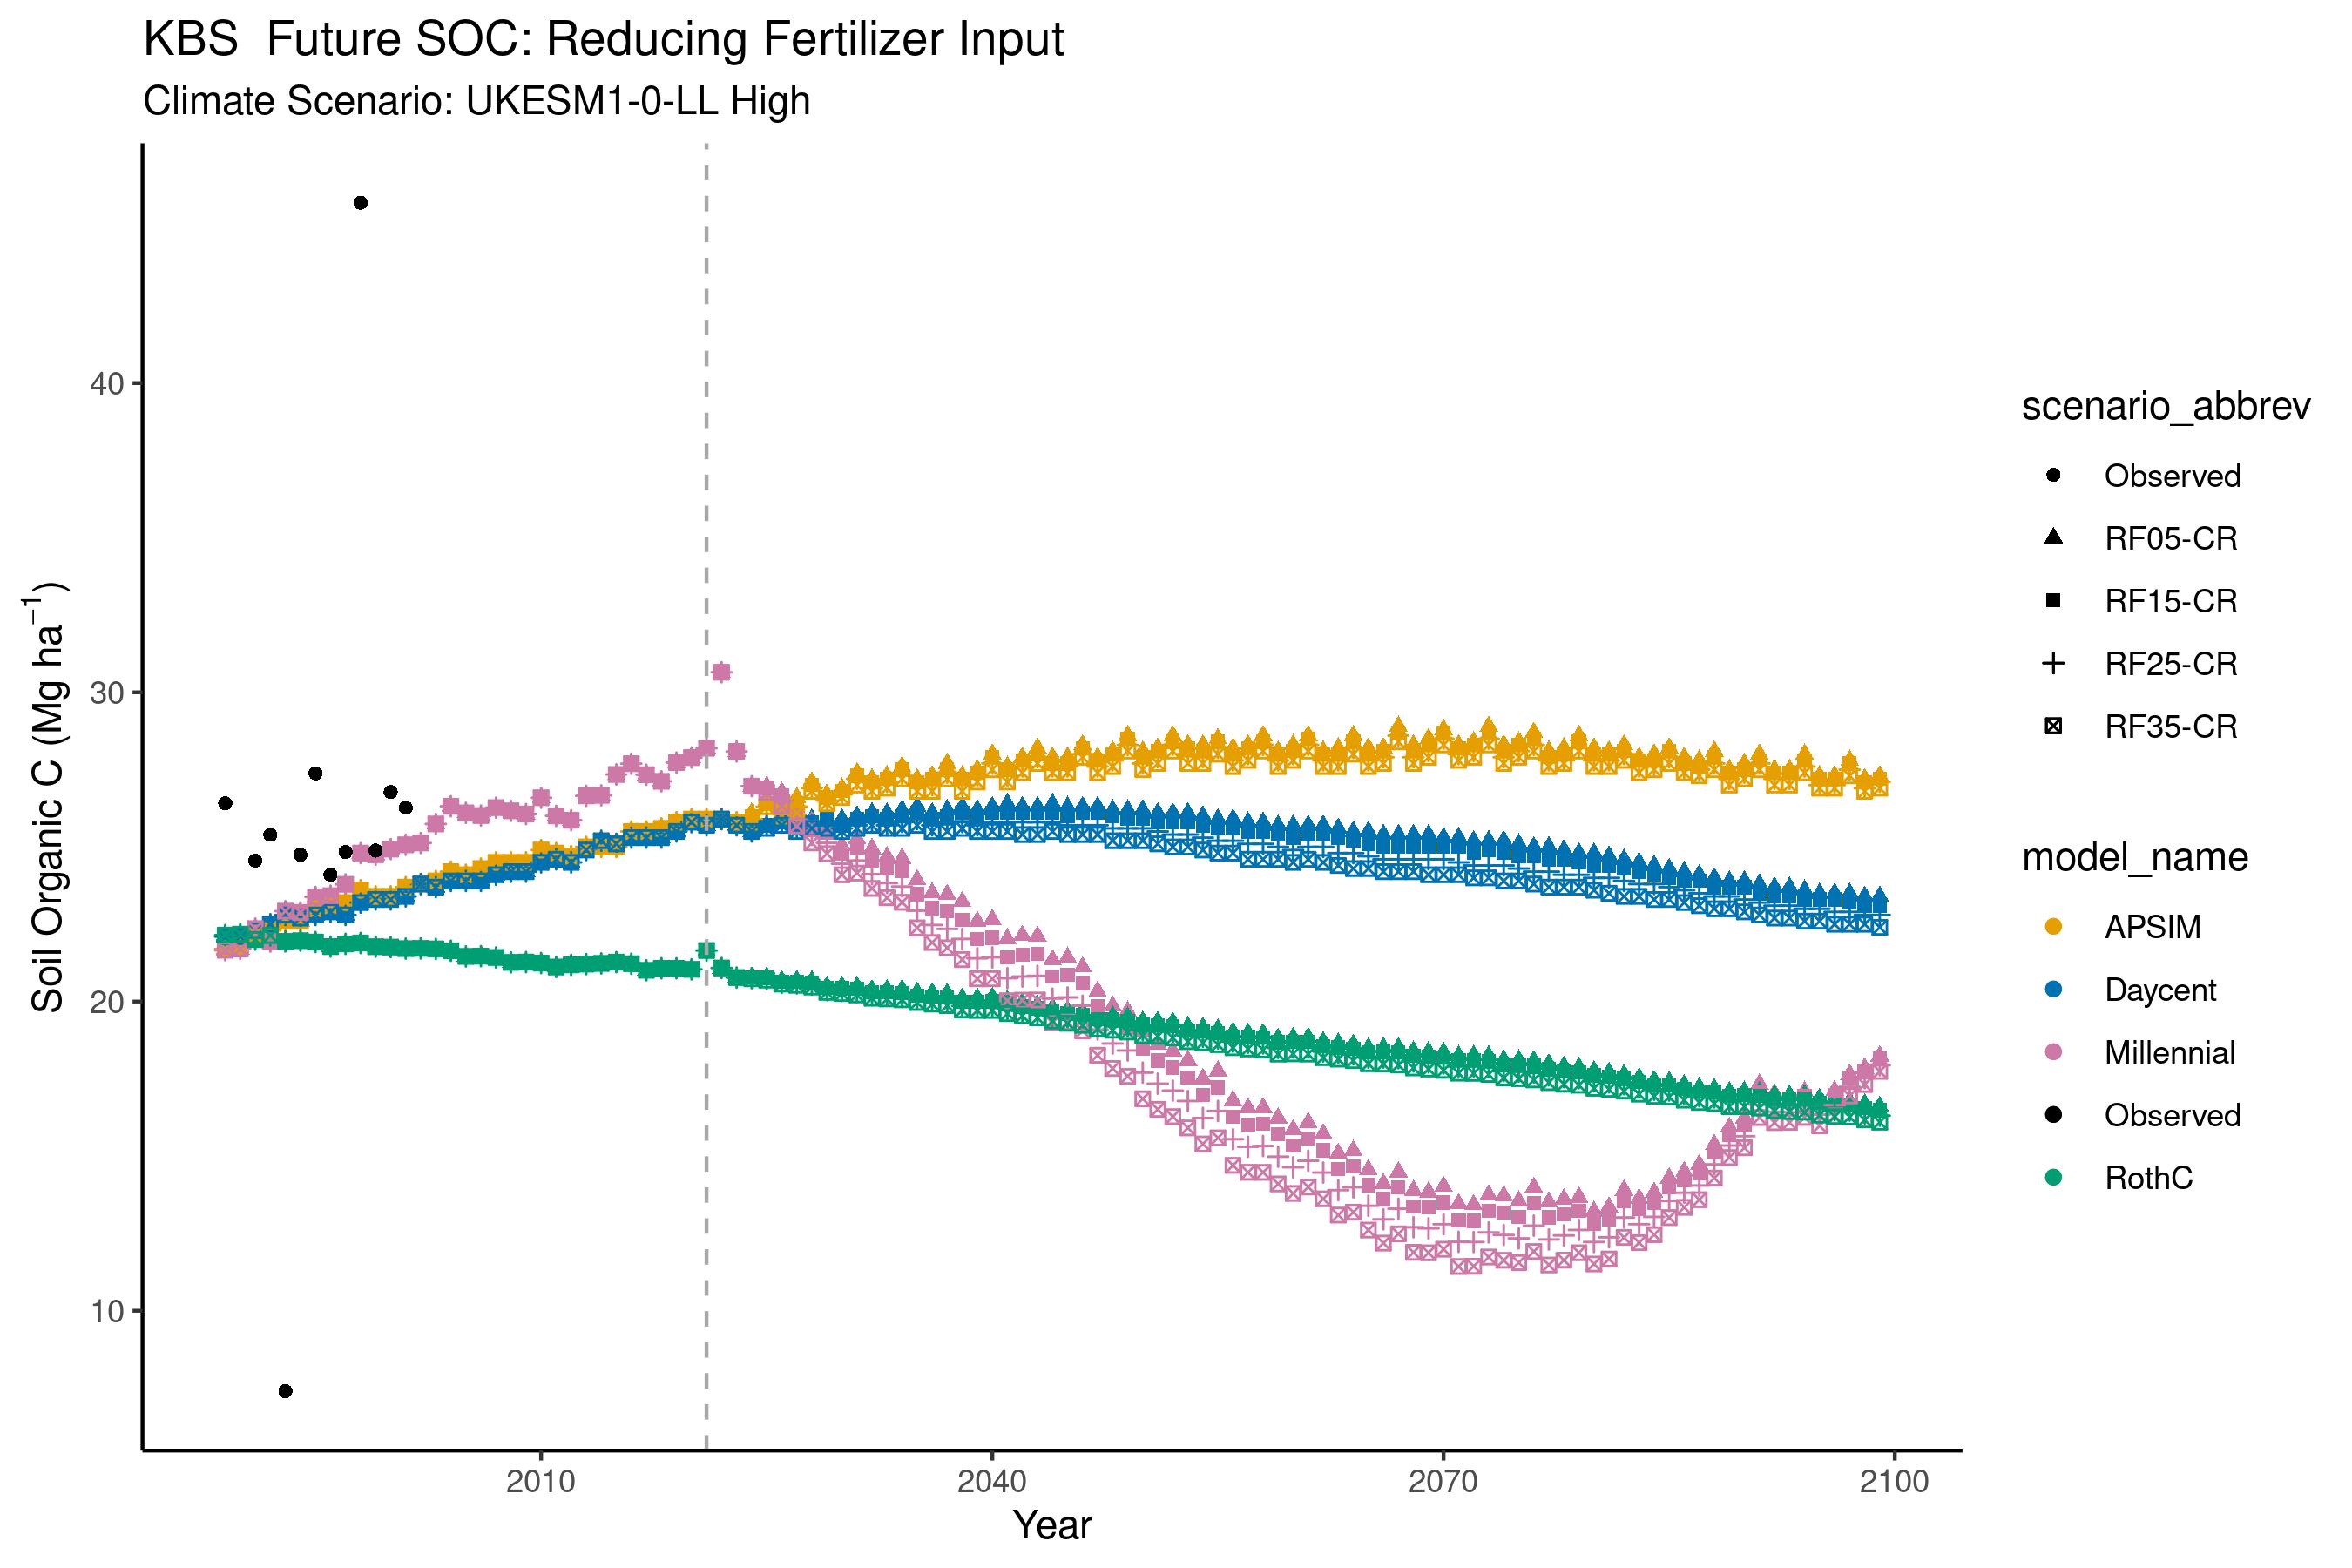 KBS  Future SOC: Reducing Fertilizer Input
Climate Scenario: UKESM1-0-LL High
Soil Organic C (Mg ha⁻¹)
40
30
20
10
2010
2040
2070
2100
Year
scenario_abbrev
Observed
RF05-CR
RF15-CR
RF25-CR
RF35-CR
model_name
APSIM
Daycent
Millennial
Observed
RothC